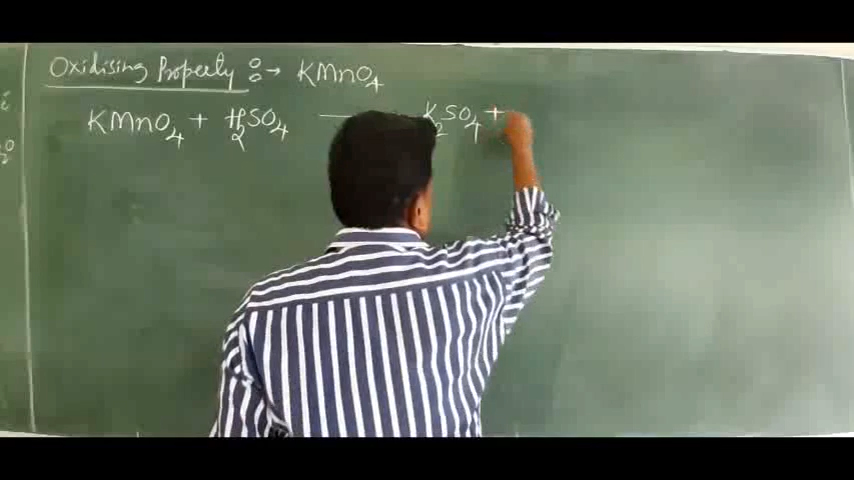 Oxidising Property :→ KMnO₄
KMnO₄ + H₂SO₄ → K₂SO₄ +